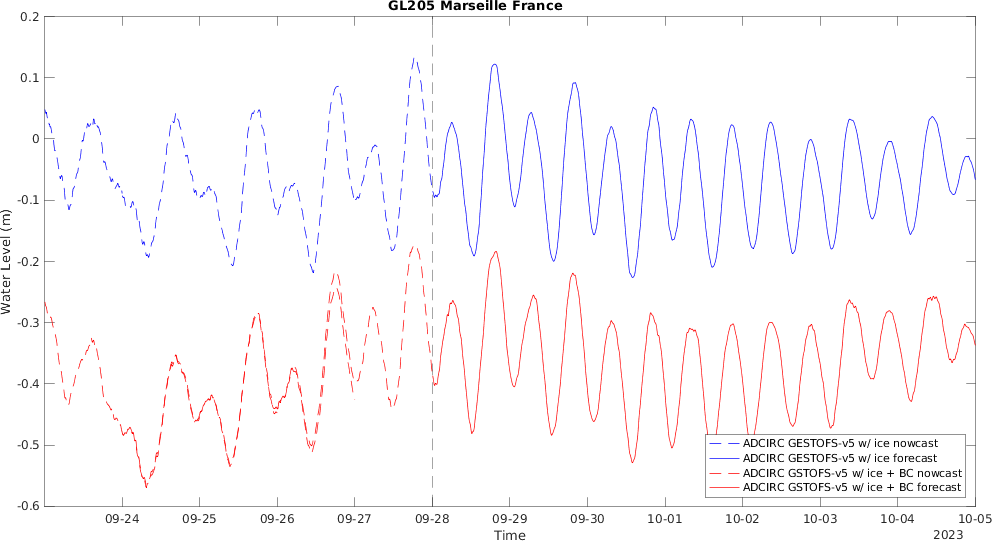 GL205 Marseille France
0.2
0.1
0
-0.1
-0.2
-0.3
-0.4
-0.5
-0.6
Water Level (m)
ADCIRC GESTOFS-v5 w/ ice nowcast
ADCIRC GESTOFS-v5 w/ ice forecast
ADCIRC GSTOFS-v5 w/ ice + BC nowcast
ADCIRC GSTOFS-v5 w/ ice + BC forecast
09-24 09-25 09-26 09-27 09-28 09-29 09-30 10-01 10-02 10-03 10-04 10-05
Time
2023